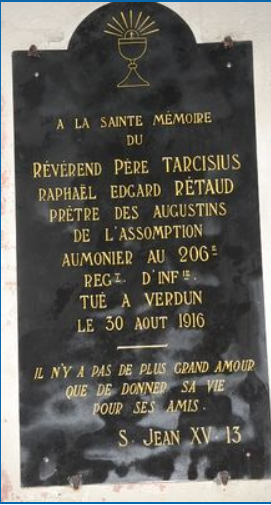 A LA SAINTE MÉMOIRE
DU
RÉVÉREND PÈRE TARCISIUS
RAPHAËL EDGARD RÉTAUD
PRÊTRE DES AUGUSTINS
DE L'ASSOMPTION
AUMONIER AU 206E
REGT. D'INFIE.
TUÉ A VERDUN
LE 30 AOUT 1916
IL N'Y A PAS DE PLUS GRAND AMOUR
QUE DE DONNER SA VIE
POUR SES AMIS.
S. JEAN XV. 13